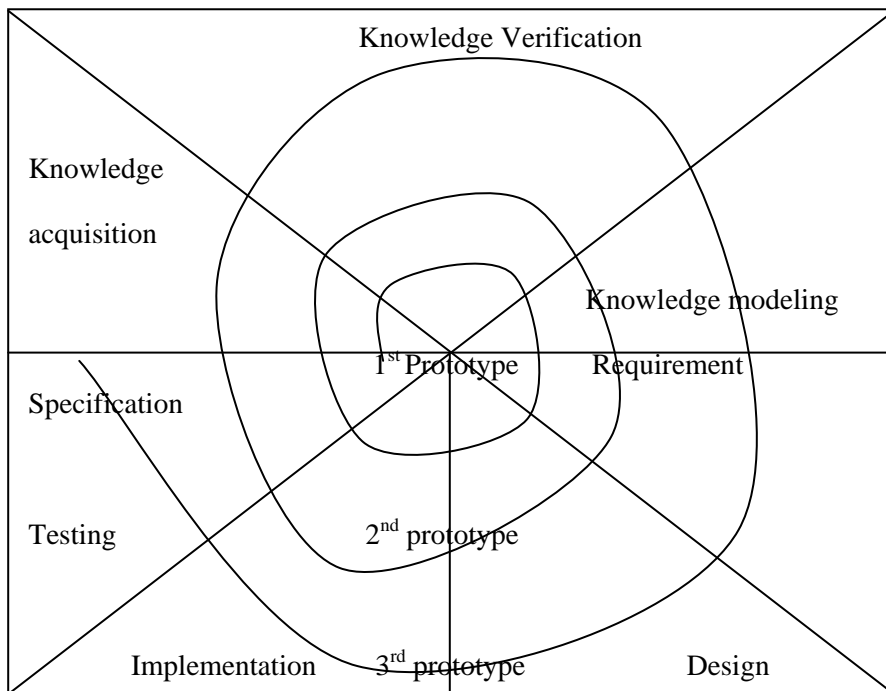 Knowledge Verification
Knowledge
acquisition
Knowledge modeling
1st Prototype
Requirement
Specification
Testing
2nd prototype
Implementation
3rd prototype
Design